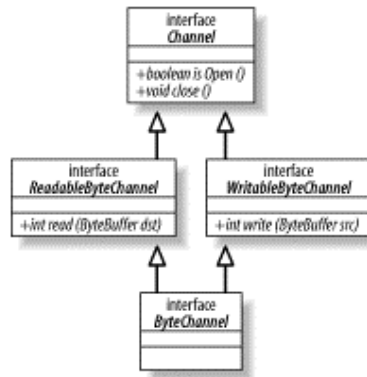 interface
Channel
+boolean is Open ()
+void close ()
interface
ReadableByteChannel
+int read (ByteBuffer dst)
interface
WritableByteChannel
+int write (ByteBuffer src)
interface
ByteChannel